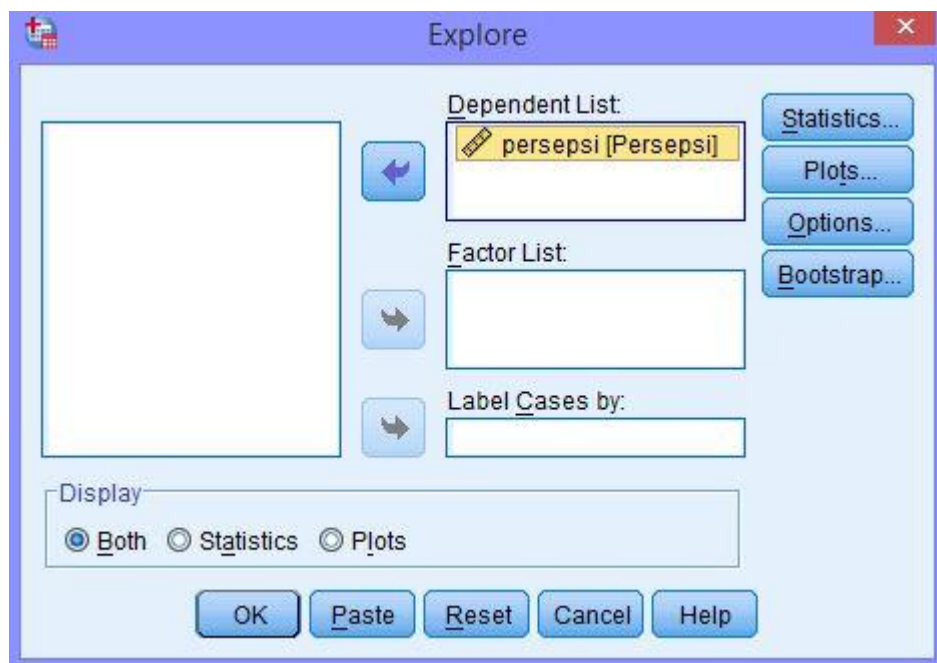 Explore
Dependent List:
persepsi [Persepsi]
Factor List:
Label Cases by:
Statistics...
Plots...
Options...
Bootstrap...
Display
Both Statistics Plots
OK Paste Reset Cancel Help